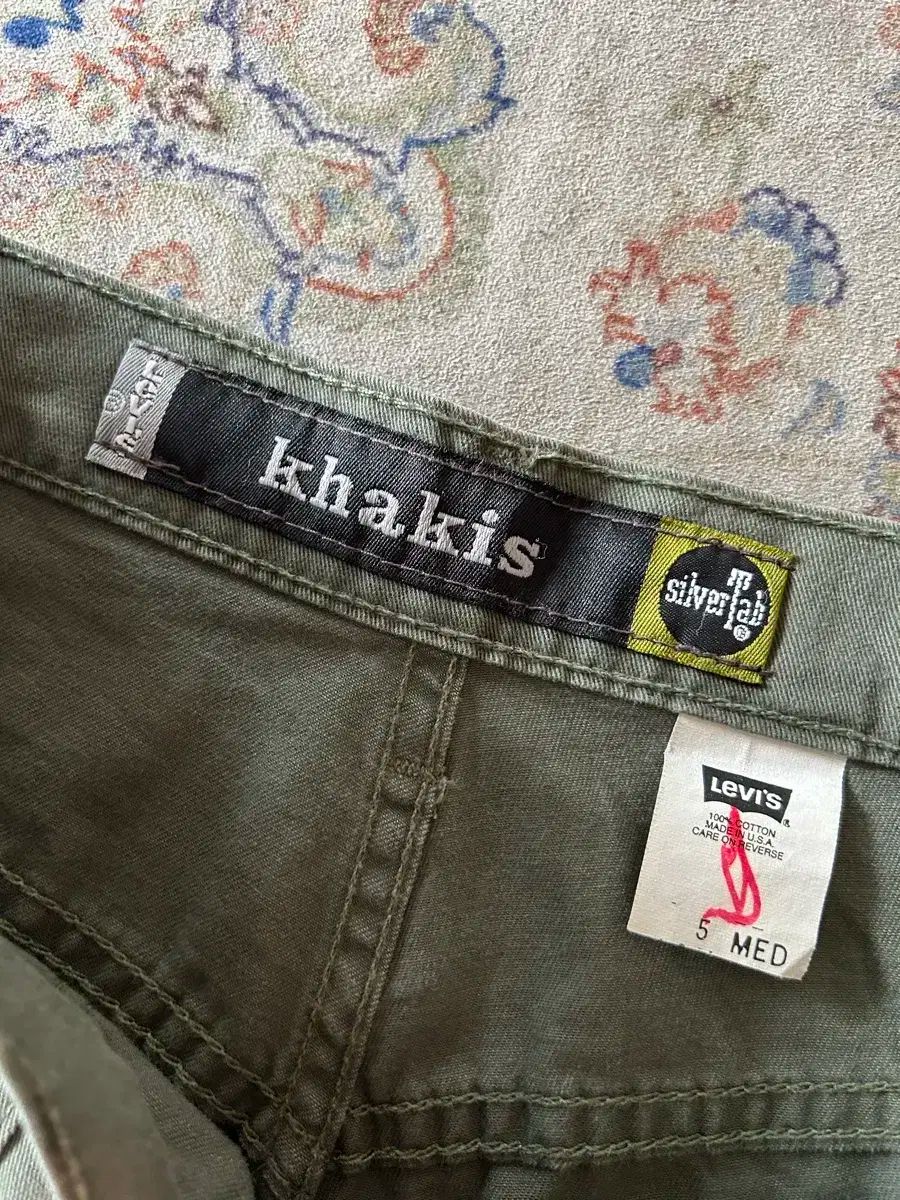 Levi's
khakis
silverTab
®
LEVI'S
®
100% COTTON
MADE IN U.S.A.
CARE ON REVERSE
5 MED